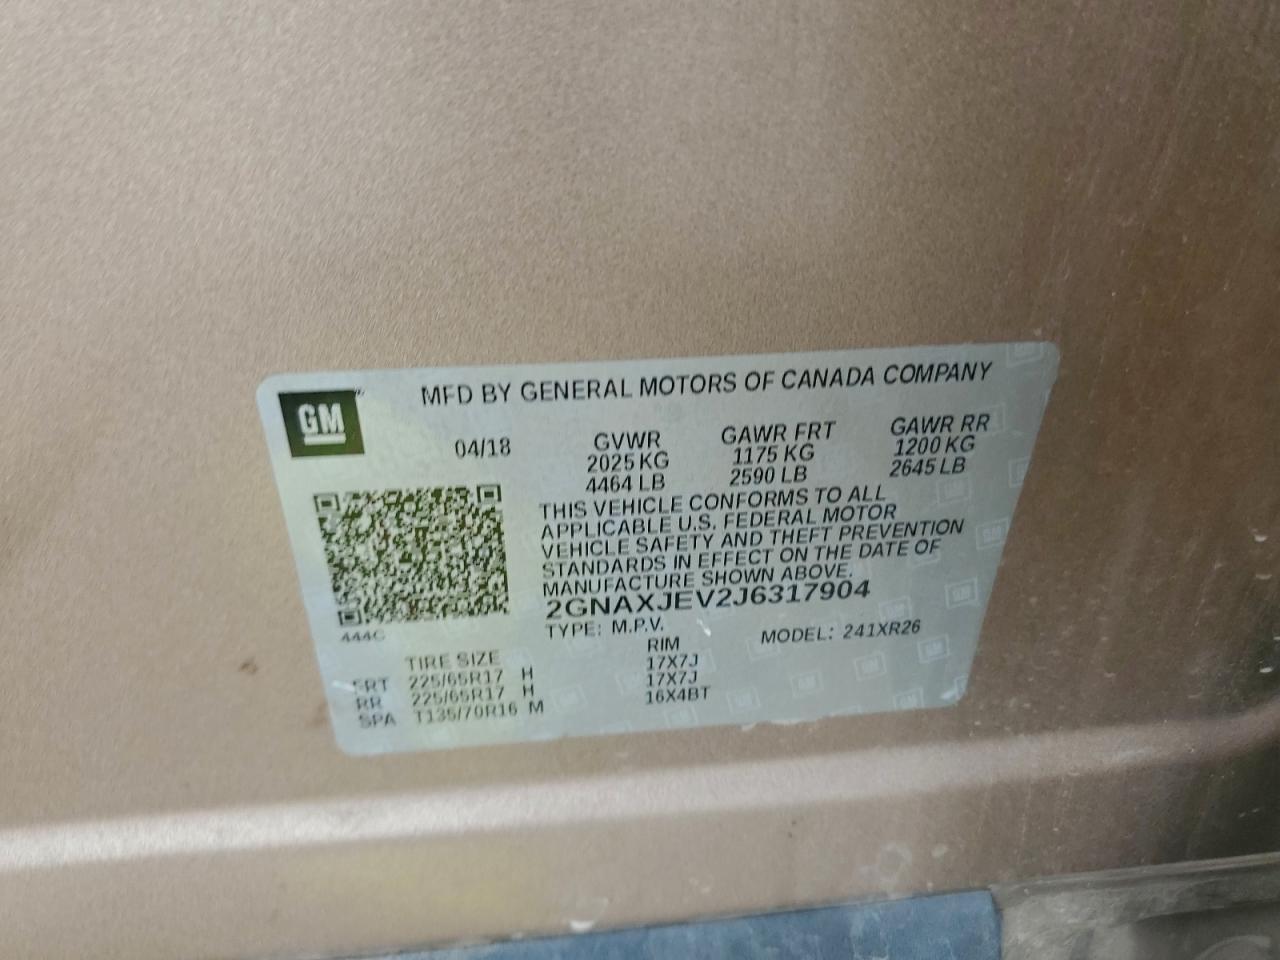 GM
MFD BY GENERAL MOTORS OF CANADA COMPANY
04/18 GVWR GAWR FRT GAWR RR
2025 KG 1175 KG 1200 KG
4464 LB 2590 LB 2645 LB
THIS VEHICLE CONFORMS TO ALL
APPLICABLE U.S. FEDERAL MOTOR
VEHICLE SAFETY AND THEFT PREVENTION
STANDARDS IN EFFECT ON THE DATE OF
MANUFACTURE SHOWN ABOVE.
2GNAXJEV2J6317904
444C
TYPE: M.P.V. MODEL: 241XR26
TIRE SIZE RIM
FRT 225/65R17 H 17X7J
RR 225/65R17 H 17X7J
SPA T135/70R16 M 16X4BT